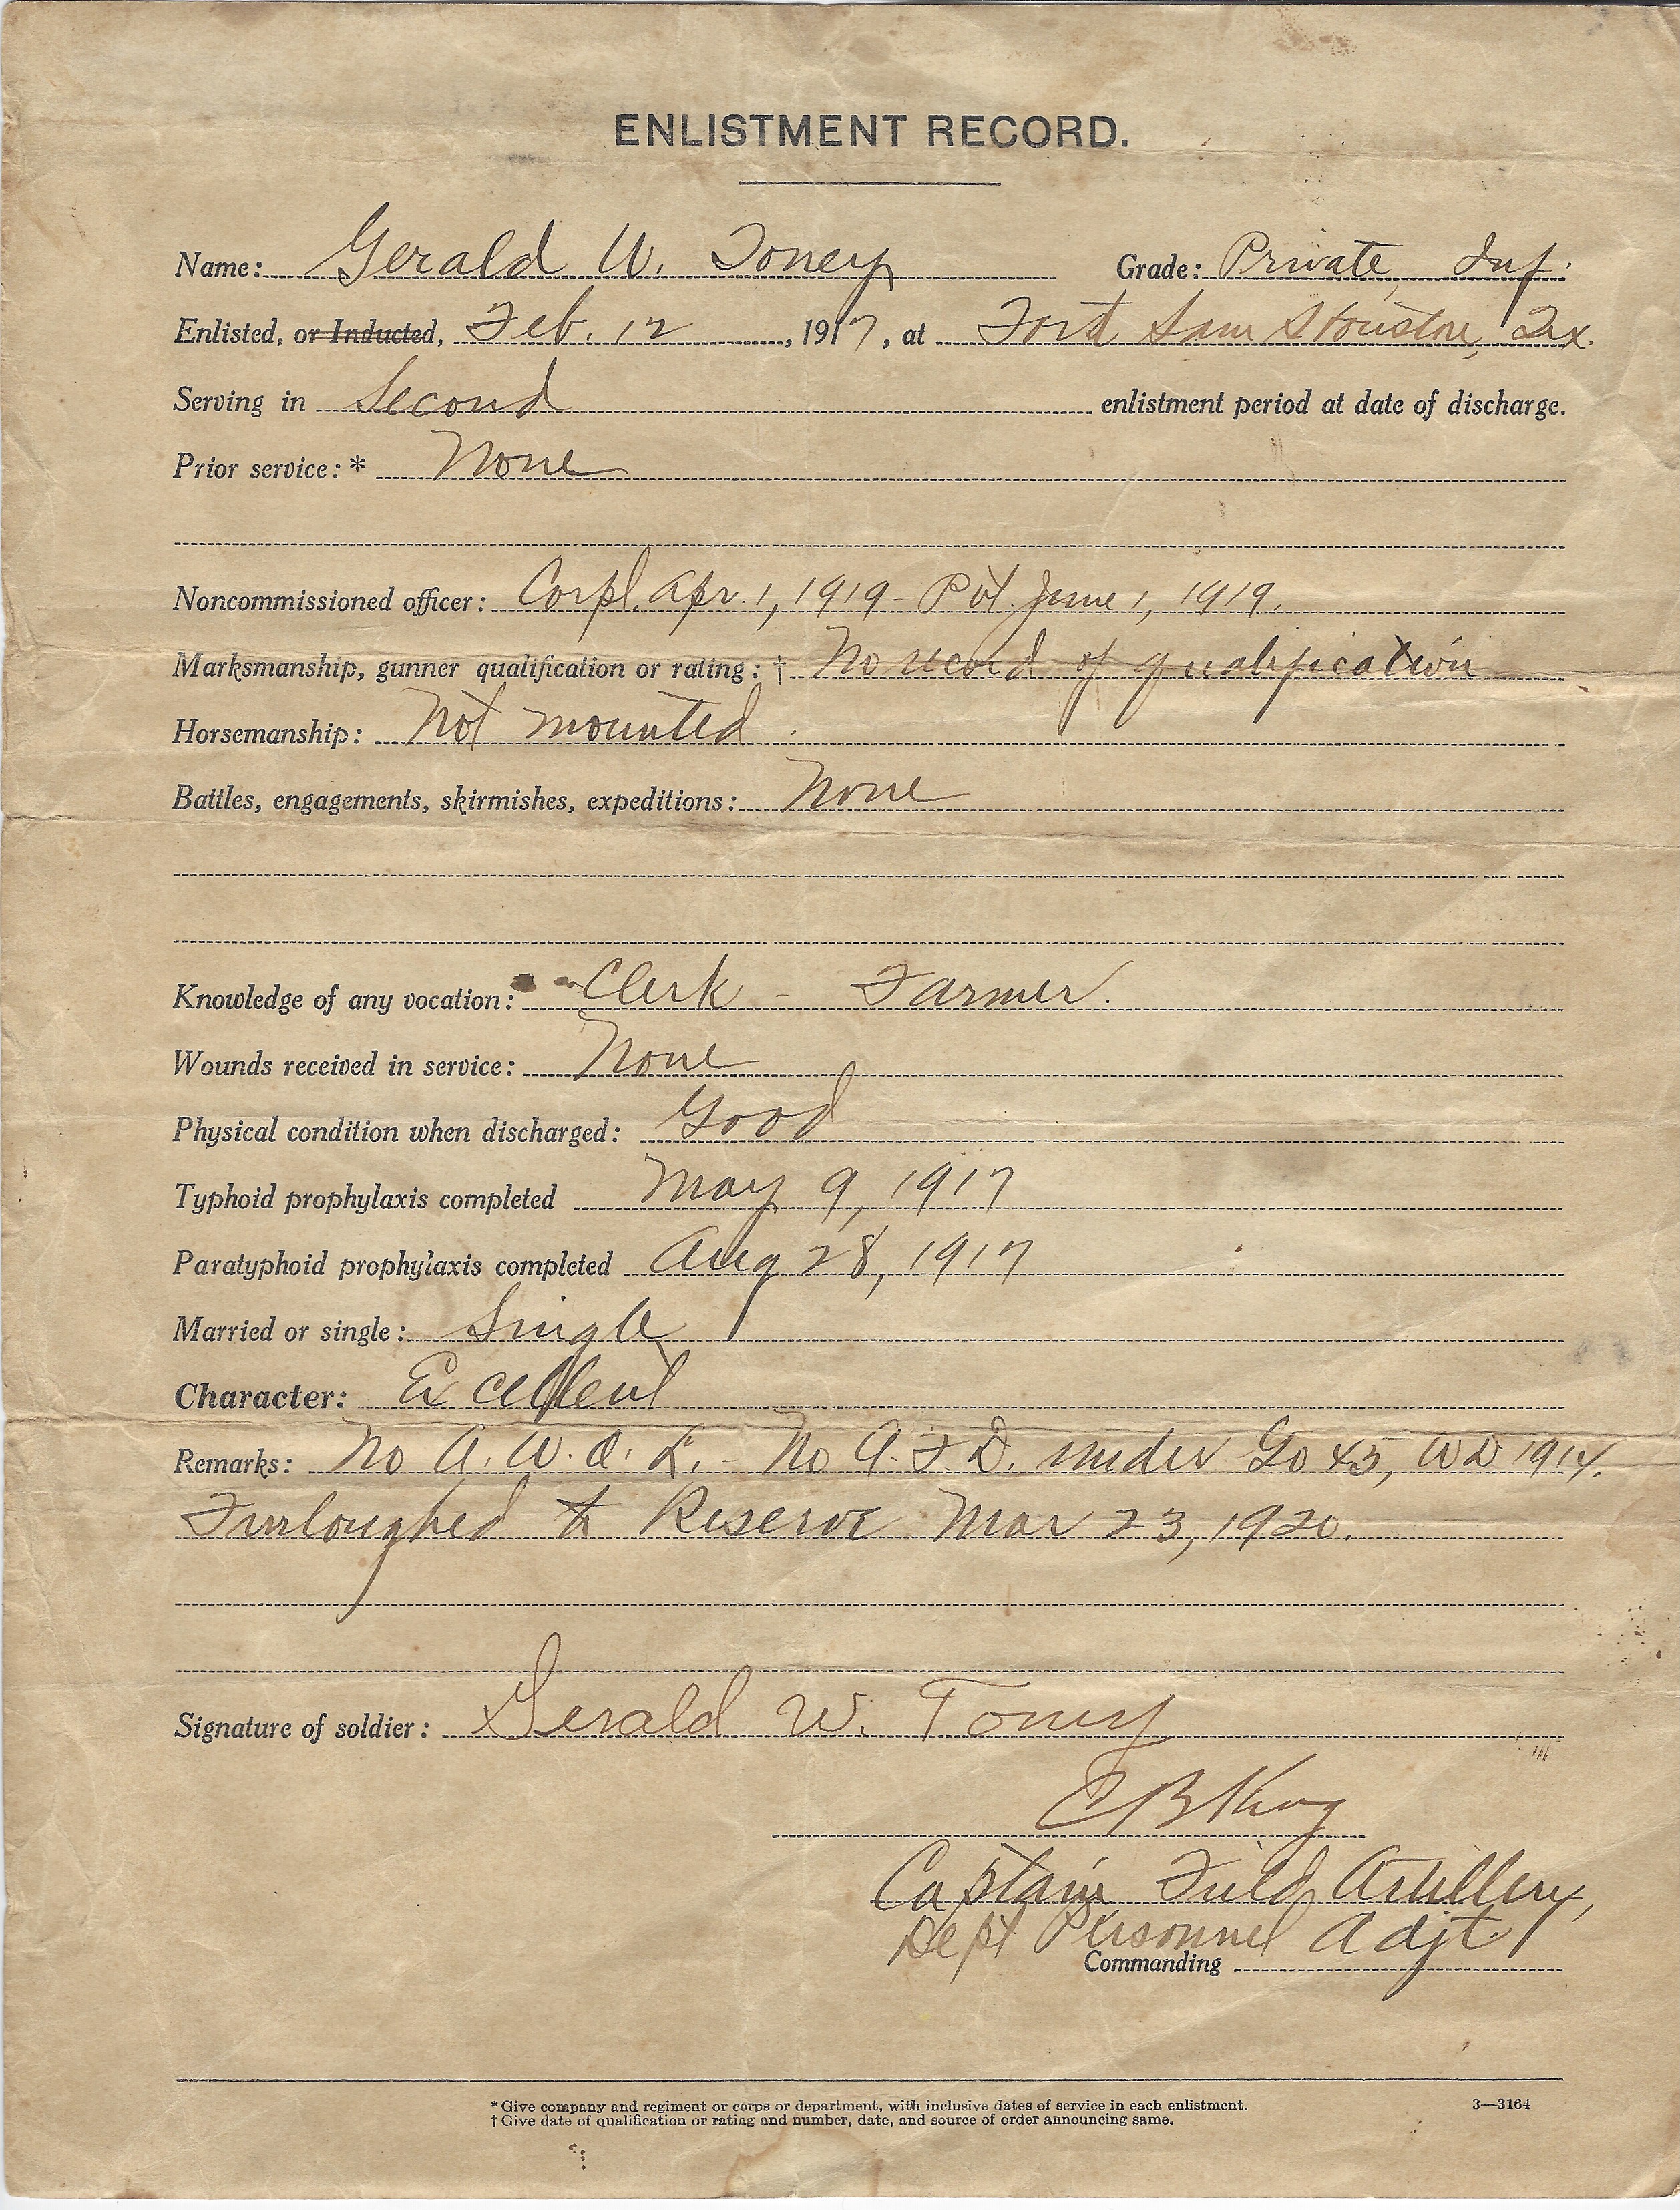 ENLISTMENT RECORD.
Name: Gerald W. Toney Grade: Private, Inf.
Enlisted, or Inducted, Feb. 12, 1917, at Fort Sam Houston, Tex.
Serving in Second enlistment period at date of discharge.
Prior service:* None
Noncommissioned officer: Corpl. Apr. 1, 1919 - Pvt June 1, 1919.
Marksmanship, gunner qualification or rating:† No record of qualification
Horsemanship: Not mounted.
Battles, engagements, skirmishes, expeditions: None
Knowledge of any vocation: Clerk - Farmer.
Wounds received in service: None
Physical condition when discharged: Good
Typhoid prophylaxis completed May 9, 1917
Paratyphoid prophylaxis completed Aug 28, 1917
Married or single: Single
Character: Excellent
Remarks: No A.W.O.L. - No A.F.D. under GO 45, WD 1914.
Furloughed to Reserve Mar 23, 1920.
Signature of soldier: Gerald W. Toney
King
Captain Field Artillery,
Dept Personnel Adjt.
Commanding
*Give company and regiment or corps or department, with inclusive dates of service in each enlistment. 3—3164
†Give date of qualification or rating and number, date, and source of order announcing same.